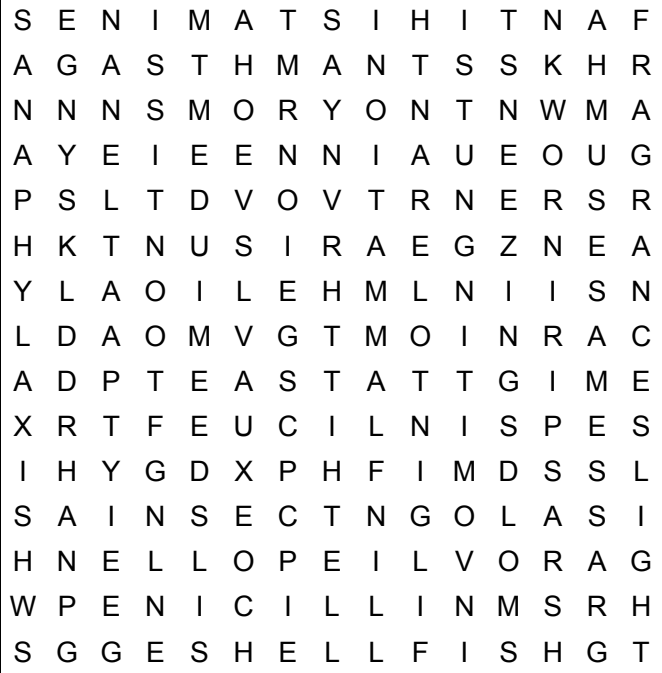 S E N I M A T S I H I T N A F
A G A S T H M A N T S S K H R
N N N S M O R Y O N T N W M A
A Y E I E E N N I A U E O U G
P S L T D V O V T R N E R S R
H K T N U S I R A E G Z N E A
Y L A O I L E H M L N I I S N
L D A O M V G T M O I N R A C
A D P T E A S T A T T G I M E
X R T F E U C I L N I S P E S
I H Y G D X P H F I M D S S L
S A I N S E C T N G O L A S I
H N E L L O P E I L V O R A G
W P E N I C I L L I N M S R H
S G G E S H E L L F I S H G T